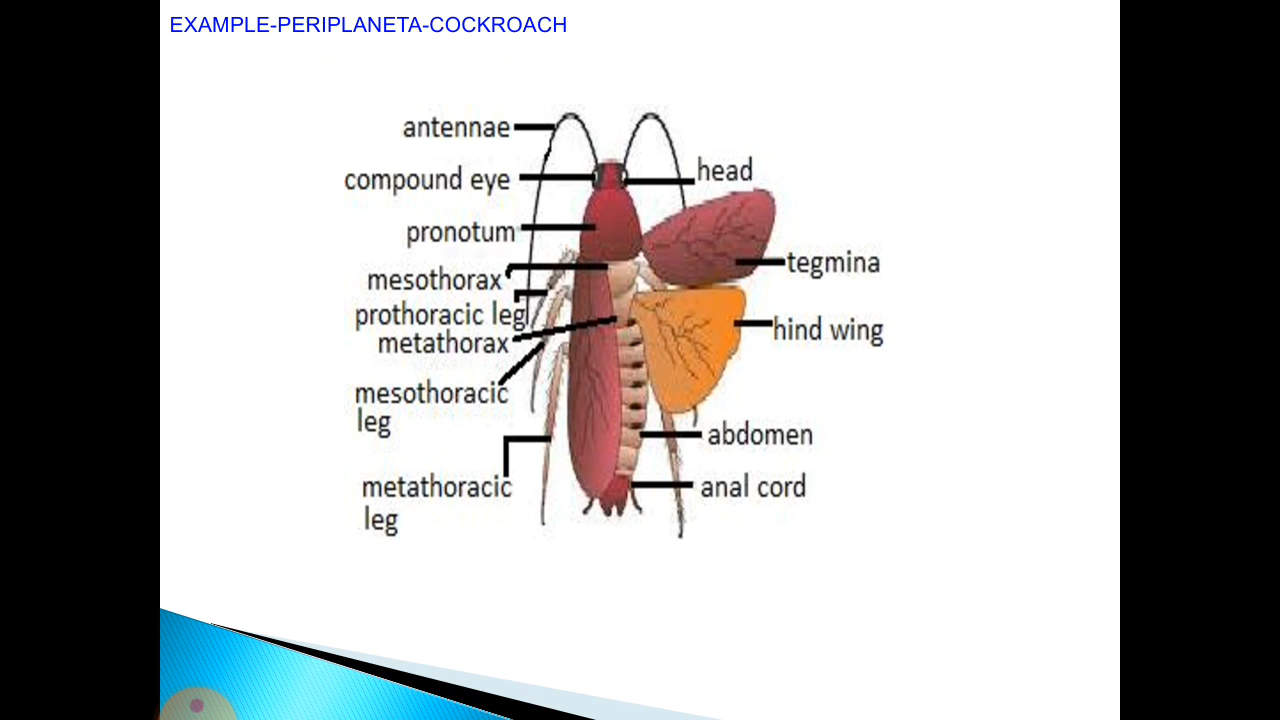 EXAMPLE-PERIPLANETA-COCKROACH
antennae
head
compound eye
pronotum
tegmina
mesothorax
prothoracic leg
hind wing
metathorax
mesothoracic
leg
abdomen
metathoracic
leg
anal cord